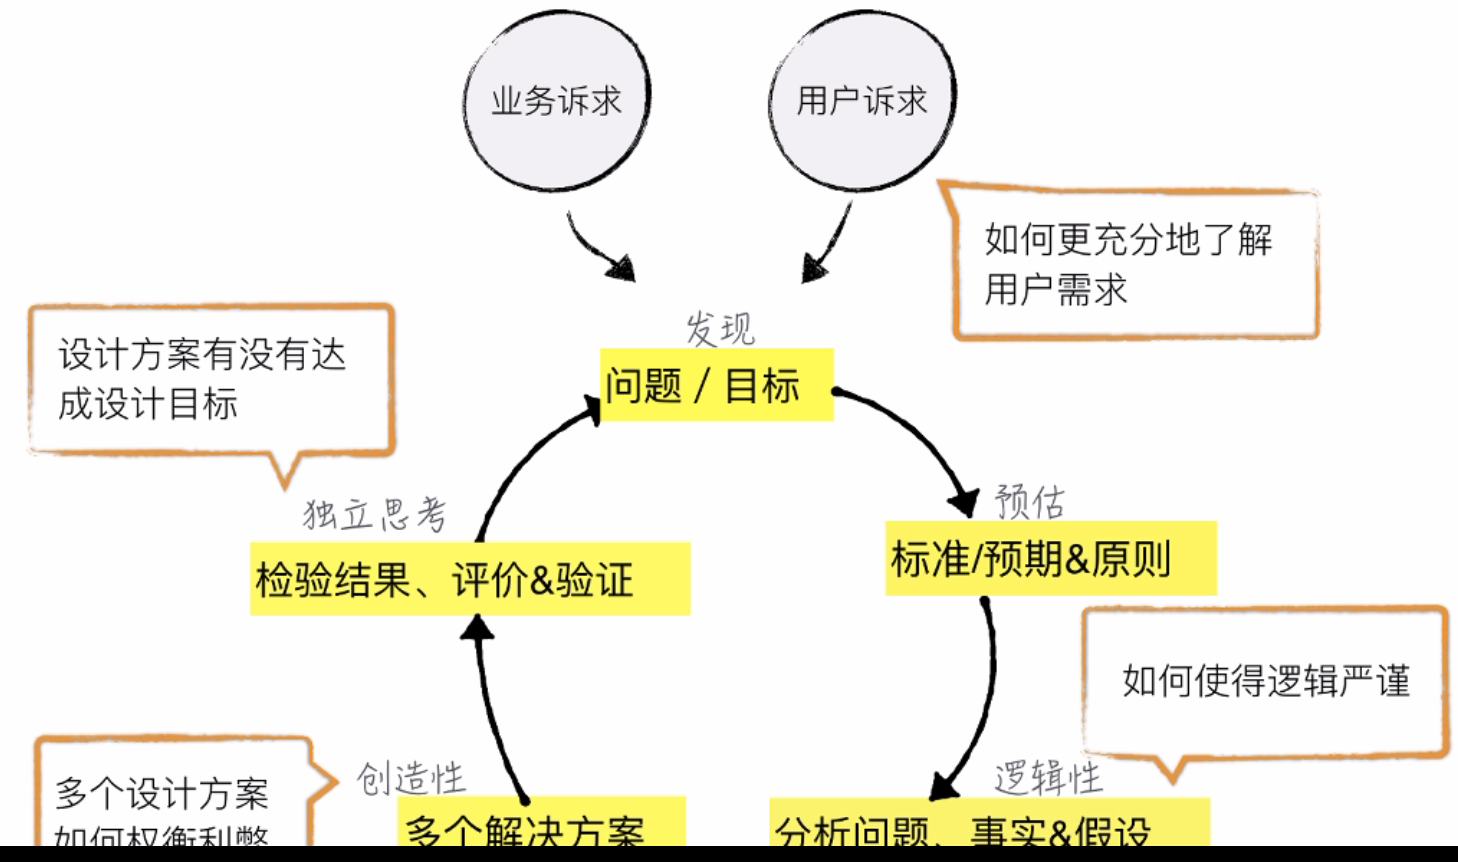 业务诉求
用户诉求
如何更充分地了解
用户需求
发现
问题 / 目标
设计方案有没有达
成设计目标
独立思考
检验结果、评价&验证
预估
标准/预期&原则
如何使得逻辑严谨
逻辑性
分析问题、事实&假设
创造性
多个解决方案
多个设计方案
如何权衡利弊